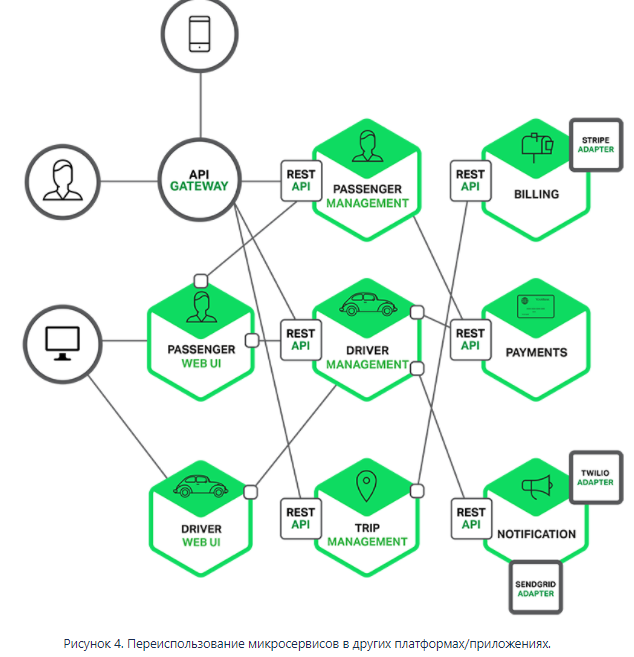 API
GATEWAY
REST
API
PASSENGER
MANAGEMENT
REST
API
BILLING
STRIPE
ADAPTER
PASSENGER
WEB UI
REST
API
DRIVER
MANAGEMENT
REST
API
PAYMENTS
DRIVER
WEB UI
REST
API
TRIP
MANAGEMENT
REST
API
NOTIFICATION
TWILIO
ADAPTER
SENDGRID
ADAPTER
Рисунок 4. Переиспользование микросервисов в других платформах/приложениях.